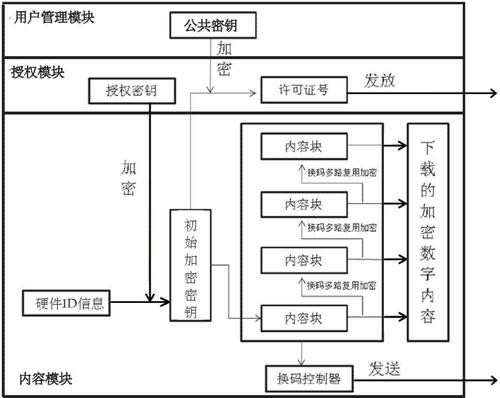 用户管理模块
公共密钥
加密
授权模块
授权密钥
许可证号
发放
加密
内容块
换码多路复用加密
内容块
换码多路复用加密
内容块
换码多路复用加密
内容块
下载的加密数字内容
初始加密密钥
硬件ID信息
内容模块
换码控制器
发送